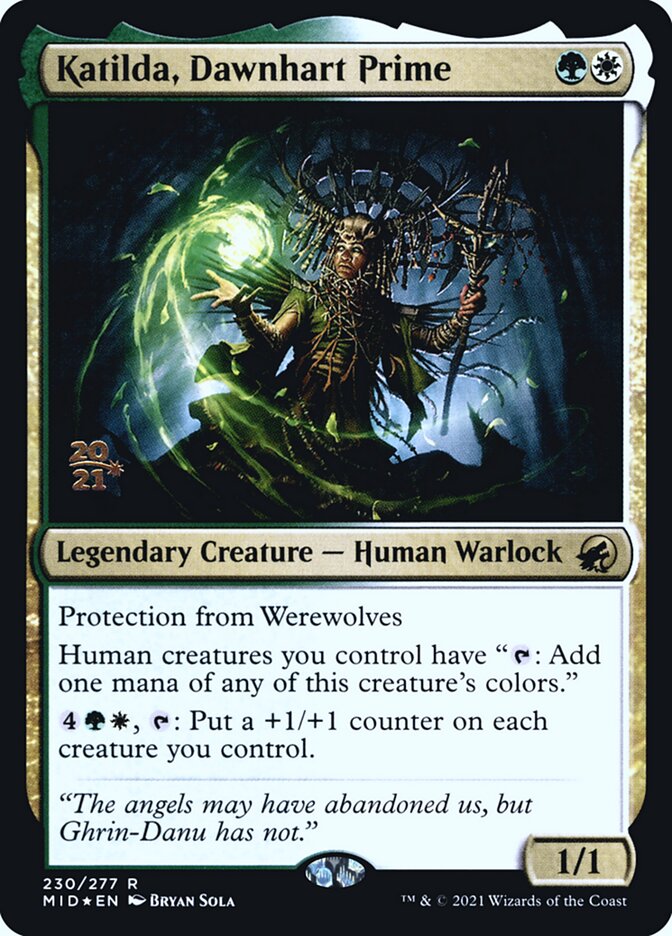 Katilda, Dawnhart Prime
20
21
Legendary Creature — Human Warlock
Protection from Werewolves
Human creatures you control have “: Add
one mana of any of this creature’s colors.”
4, : Put a +1/+1 counter on each
creature you control.
“The angels may have abandoned us, but
Ghrin-Danu has not.”
1/1
230/277 R
MID★EN Bryan Sola
™ & © 2021 Wizards of the Coast